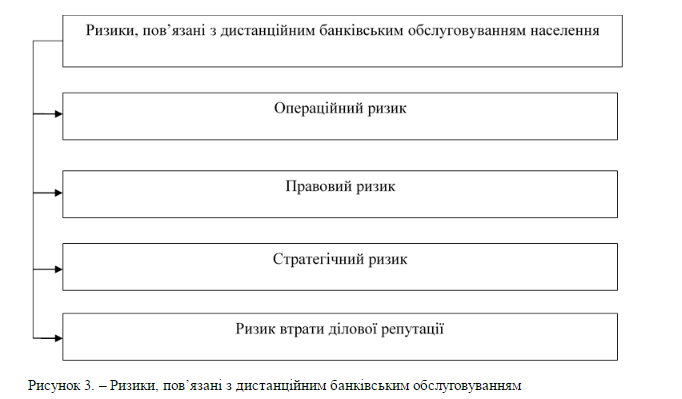 Ризики, пов’язані з дистанційним банківським обслуговуванням населення
Операційний ризик
Правовий ризик
Стратегічний ризик
Ризик втрати ділової репутації
Рисунок 3. – Ризики, пов’язані з дистанційним банківським обслуговуванням